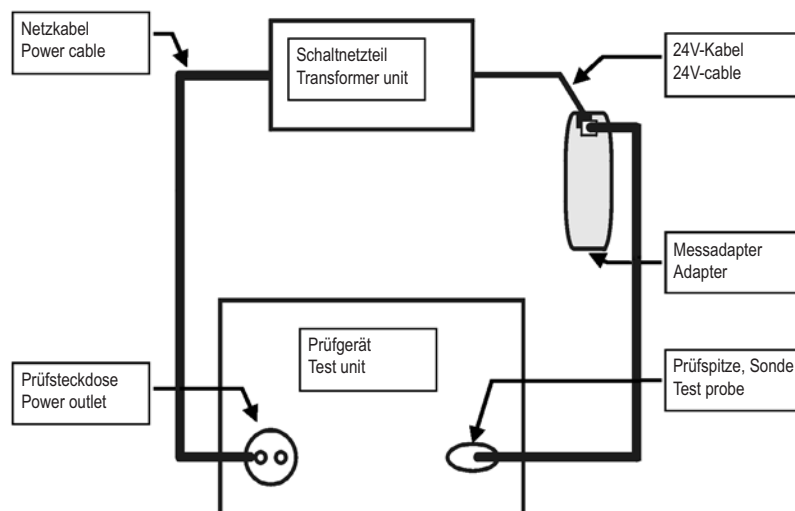 Netzkabel
Power cable
Schaltnetzteil
Transformer unit
24V-Kabel
24V-cable
Messadapter
Adapter
Prüfgerät
Test unit
Prüfsteckdose
Power outlet
Prüfspitze, Sonde
Test probe